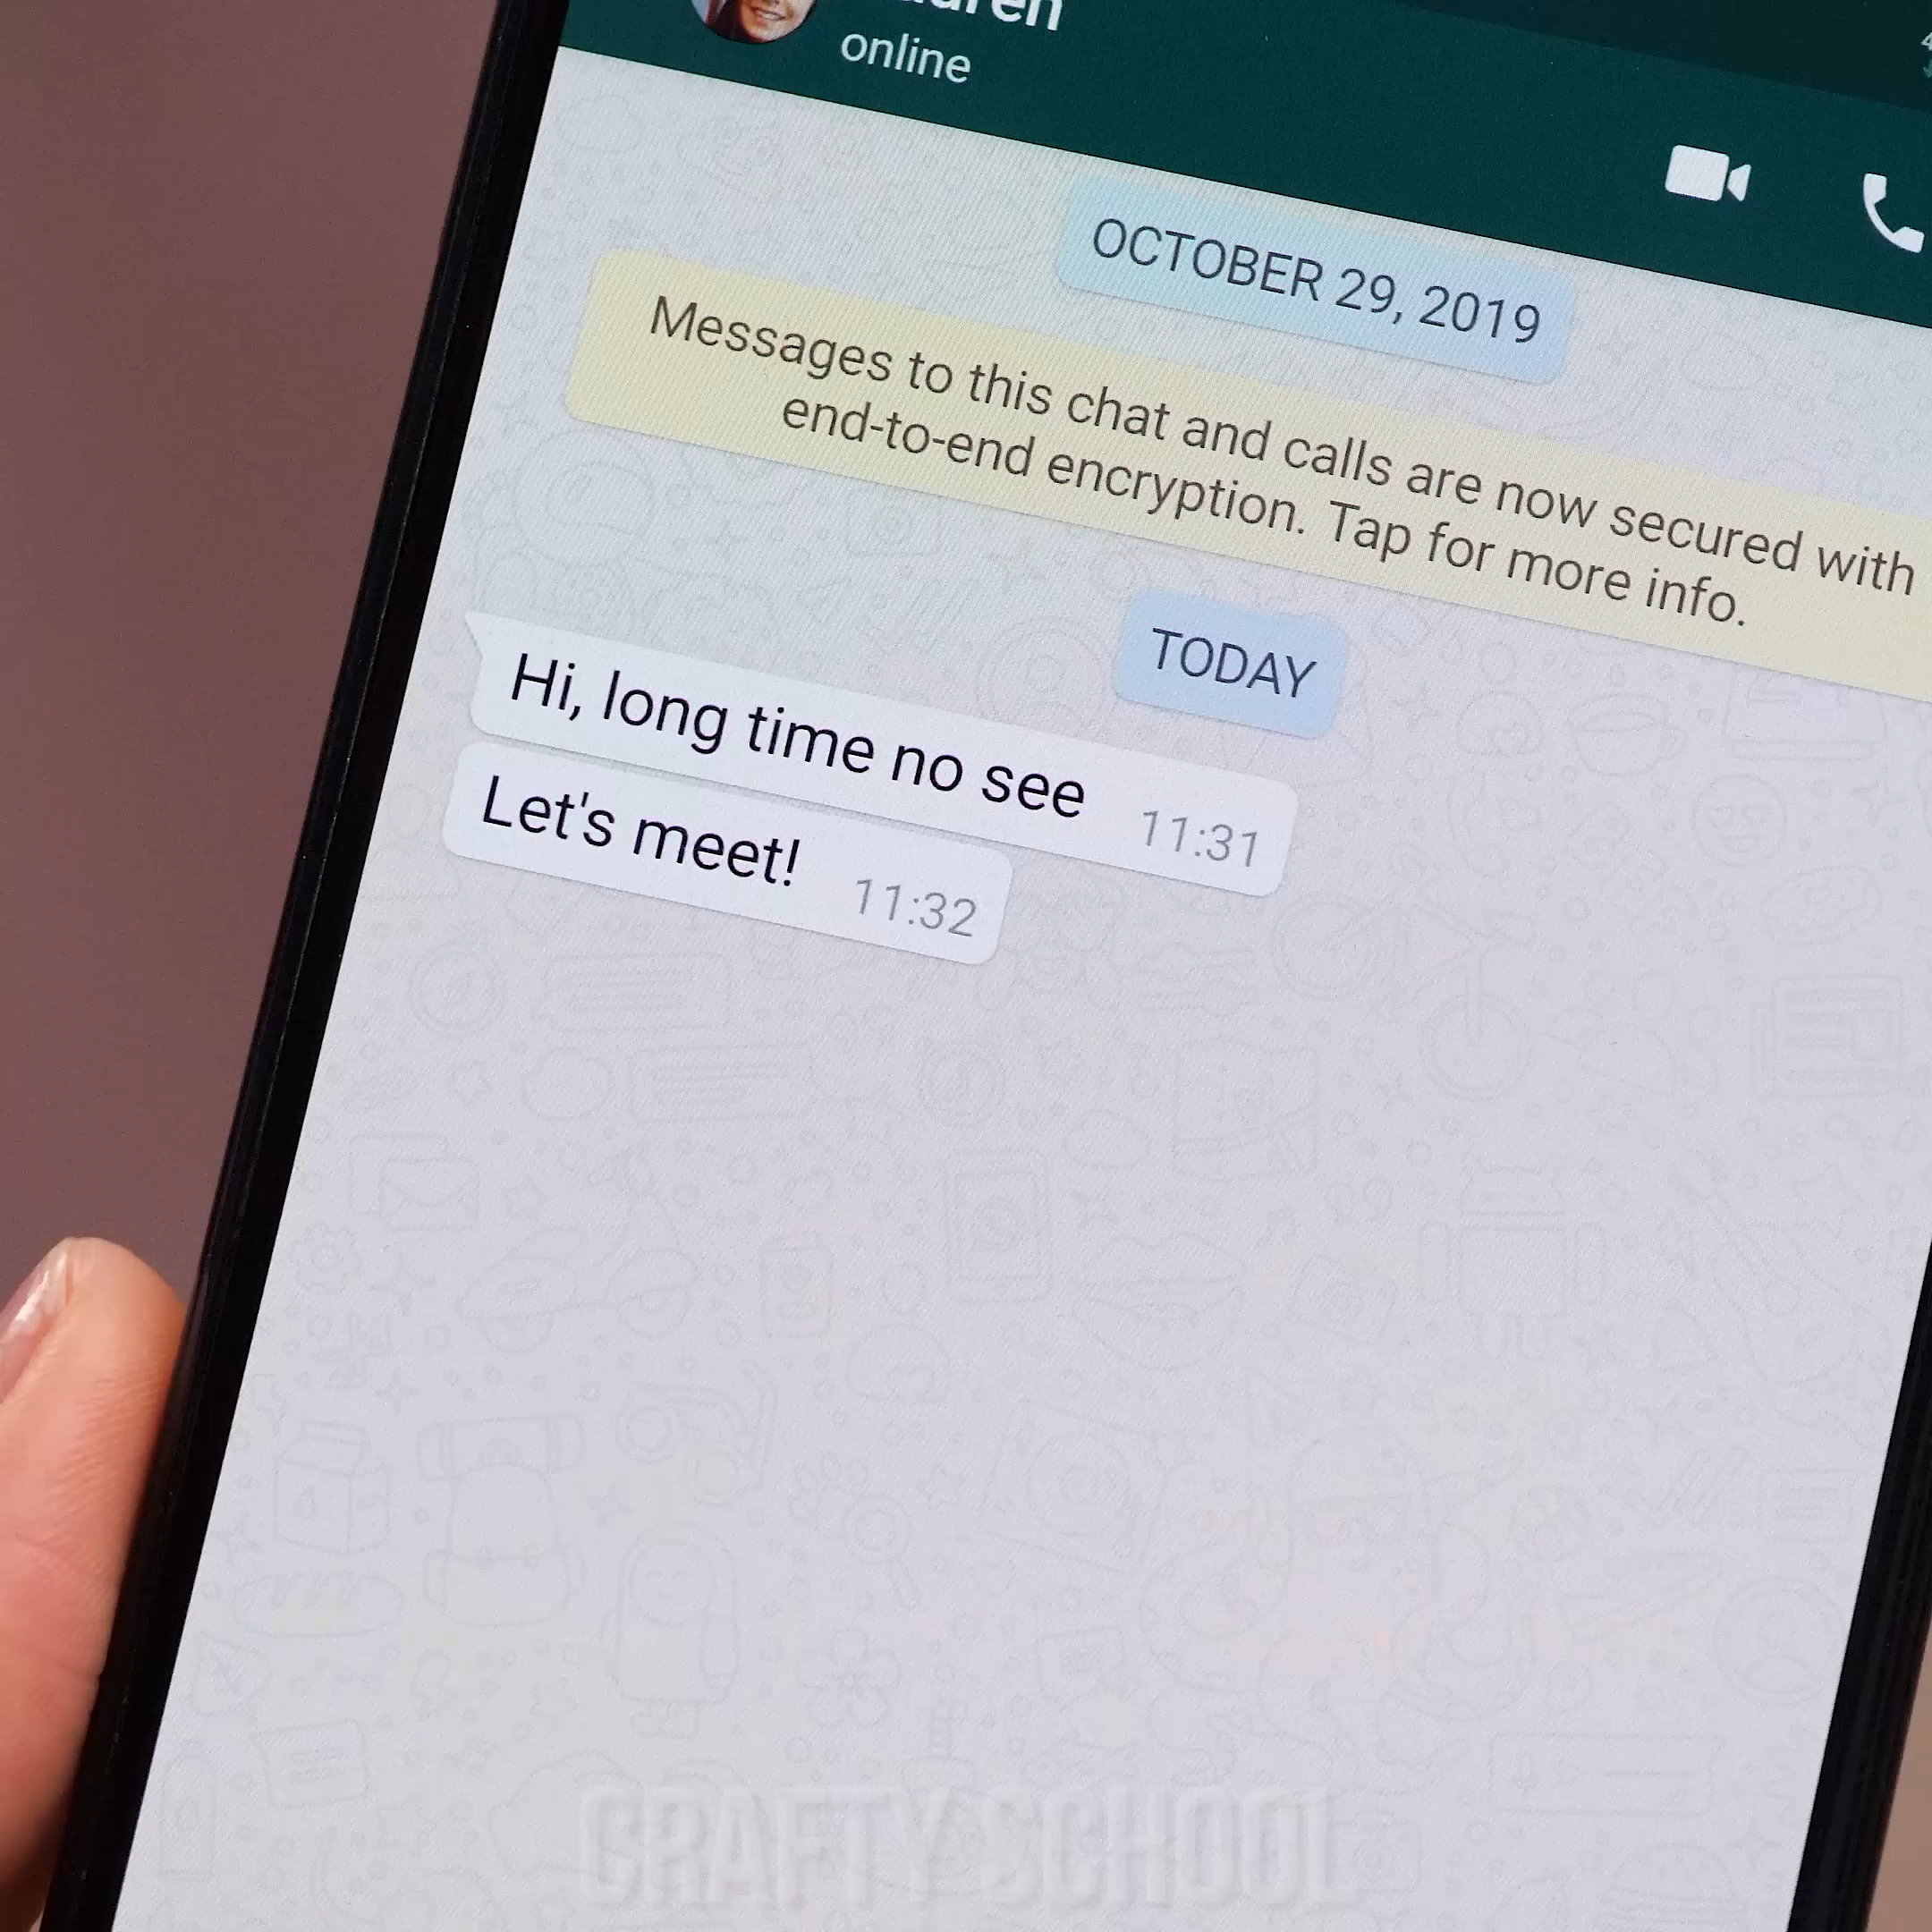 online
OCTOBER 29, 2019
Messages to this chat and calls are now secured with
end-to-end encryption. Tap for more info.
TODAY
Hi, long time no see 11:31
Let's meet! 11:32
CRAFTY SCHOOL